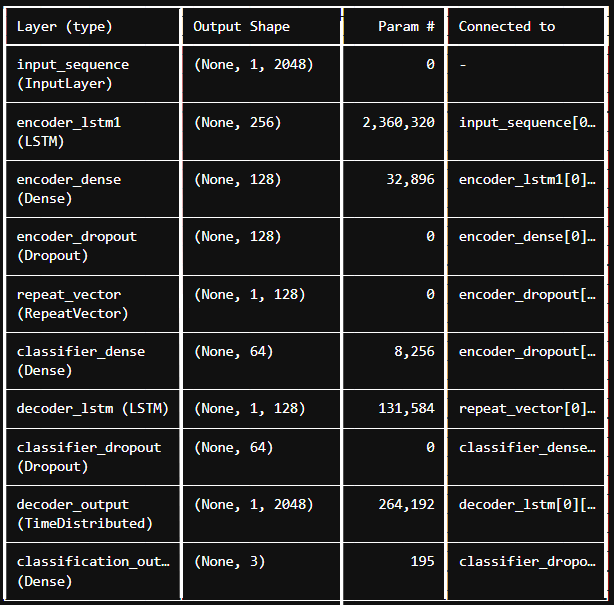 Layer (type) Output Shape Param # Connected to
input_sequence (None, 1, 2048) 0 -
(InputLayer)
encoder_lstm1 (None, 256) 2,360,320 input_sequence[0…
(LSTM)
encoder_dense (None, 128) 32,896 encoder_lstm1[0]…
(Dense)
encoder_dropout (None, 128) 0 encoder_dense[0]…
(Dropout)
repeat_vector (None, 1, 128) 0 encoder_dropout[…
(RepeatVector)
classifier_dense (None, 64) 8,256 encoder_dropout[…
(Dense)
decoder_lstm (LSTM) (None, 1, 128) 131,584 repeat_vector[0]…
classifier_dropout (None, 64) 0 classifier_dense…
(Dropout)
decoder_output (None, 1, 2048) 264,192 decoder_lstm[0][…
(TimeDistributed)
classification_out… (None, 3) 195 classifier_dropo…
(Dense)